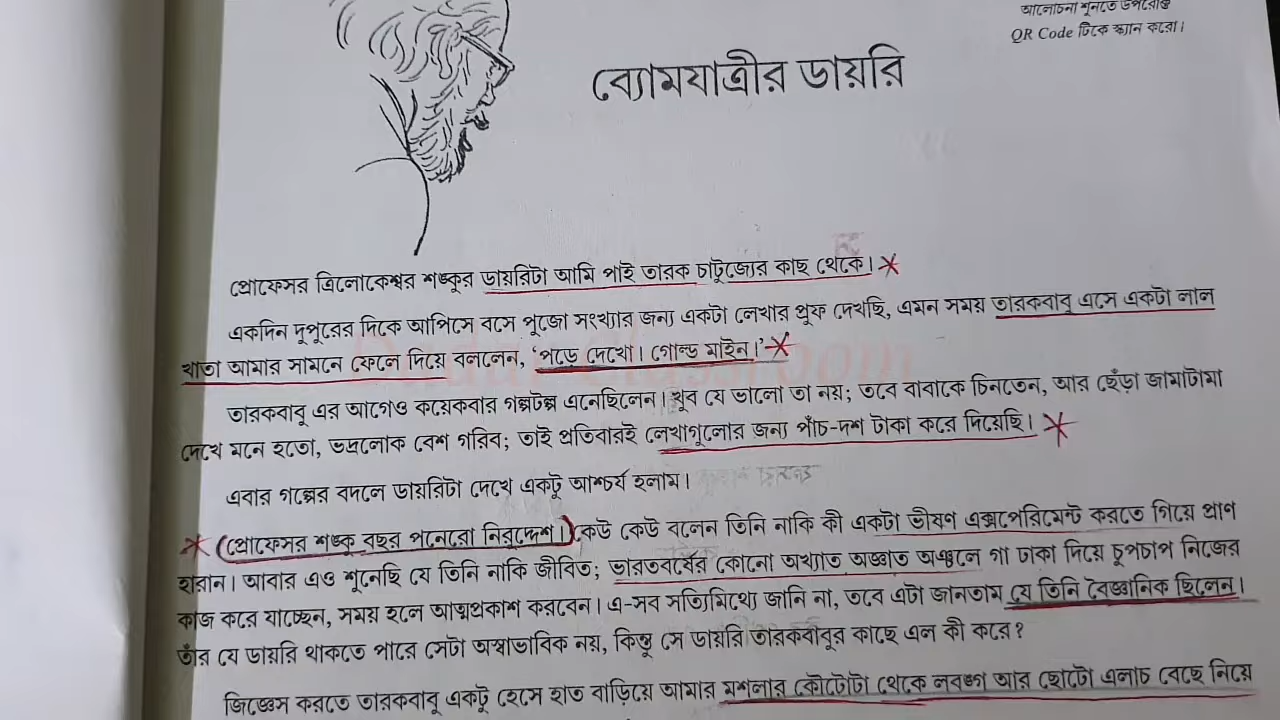 আলোচনা শুনতে উপরোক্ত
QR Code টিকে স্ক্যান করো।
ব্যোমযাত্রীর ডায়রি
প্রোফেসর ত্রিলোকেশ্বর শঙ্কুর ডায়রিটা আমি পাই তারক চাটুজ্যের কাছ থেকে।
একদিন দুপুরের দিকে আপিসে বসে পুজো সংখ্যার জন্য একটা লেখার প্রুফ দেখছি, এমন সময় তারকবাবু এসে একটা লাল
খাতা আমার সামনে ফেলে দিয়ে বললেন, ‘পড়ে দেখো। গোল্ড মাইন।’
তারকবাবু এর আগেও কয়েকবার গল্পটল্প এনেছিলেন। খুব যে ভালো তা নয়; তবে বাবাকে চিনতেন, আর ছেঁড়া জামাটামা
দেখে মনে হতো, ভদ্রলোক বেশ গরিব; তাই প্রতিবারই লেখাগুলোর জন্য পাঁচ-দশ টাকা করে দিয়েছি।
এবার গল্পের বদলে ডায়রিটা দেখে একটু আশ্চর্য হলাম।
(প্রোফেসর শঙ্কু বছর পনেরো নিরুদ্দেশ।) কেউ কেউ বলেন তিনি নাকি কী একটা ভীষণ এক্সপেরিমেন্ট করতে গিয়ে প্রাণ
হারান। আবার এও শুনেছি যে তিনি নাকি জীবিত; ভারতবর্ষের কোনো অখ্যাত অজ্ঞাত অঞ্চলে গা ঢাকা দিয়ে চুপচাপ নিজের
কাজ করে যাচ্ছেন, সময় হলে আত্মপ্রকাশ করবেন। এ-সব সত্যিমিথ্যে জানি না, তবে এটা জানতাম যে তিনি বৈজ্ঞানিক ছিলেন।
তাঁর যে ডায়রি থাকতে পারে সেটা অস্বাভাবিক নয়, কিন্তু সে ডায়রি তারকবাবুর কাছে এল কী করে?
জিজ্ঞেস করতে তারকবাবু একটু হেসে হাত বাড়িয়ে আমার মশলার কৌটোটা থেকে লবঙ্গ আর ছোটো এলাচ বেছে নিয়ে